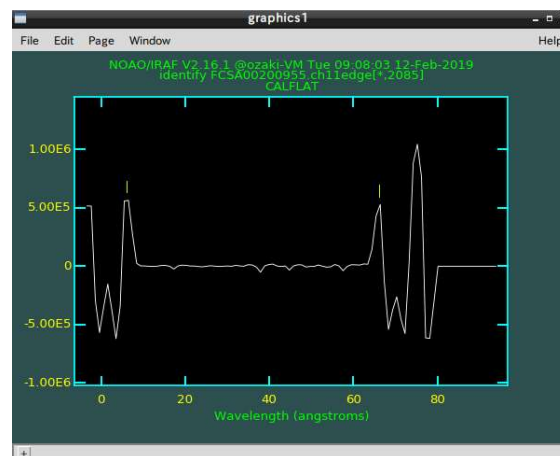 graphics1
File Edit Page Window Help
NOAO/IRAF V2.16.1 @ozaki-VM Tue 09:08:03 12-Feb-2019
identify FCSA00200955.ch11edge[*,2085]
CALFLAT
1.00E6
5.00E5
0
-5.00E5
-1.00E6
0 20 40 60 80
Wavelength (angstroms)